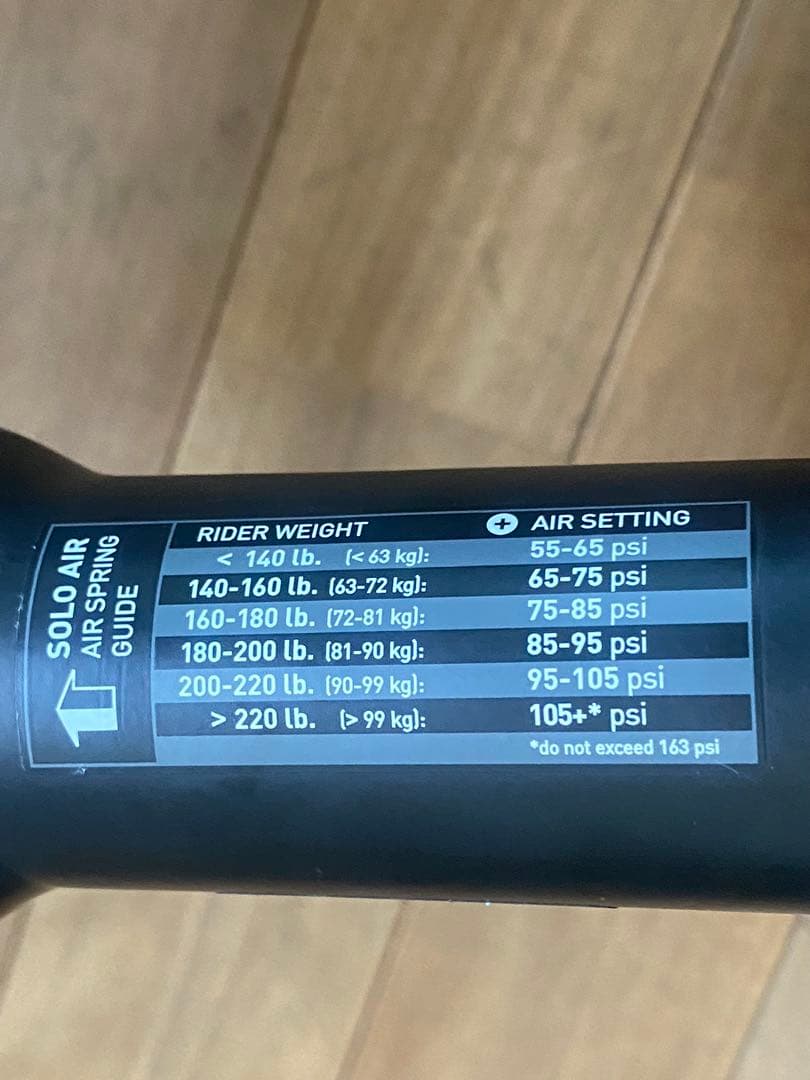 SOLO AIR
AIR SPRING
GUIDE
RIDER WEIGHT + AIR SETTING
< 140 lb. (< 63 kg): 55-65 psi
140-160 lb. (63-72 kg): 65-75 psi
160-180 lb. (72-81 kg): 75-85 psi
180-200 lb. (81-90 kg): 85-95 psi
200-220 lb. (90-99 kg): 95-105 psi
> 220 lb. (> 99 kg): 105+* psi
*do not exceed 163 psi